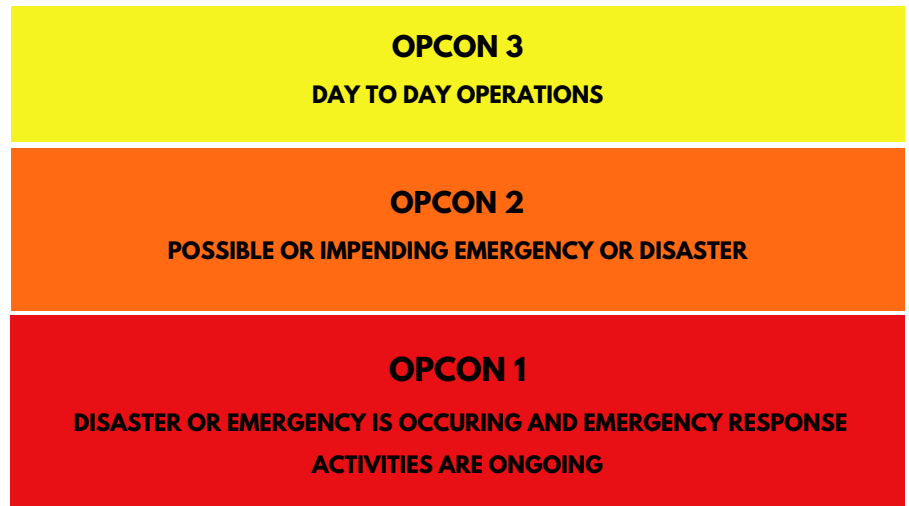 OPCON 3
DAY TO DAY OPERATIONS
OPCON 2
POSSIBLE OR IMPENDING EMERGENCY OR DISASTER
OPCON 1
DISASTER OR EMERGENCY IS OCCURING AND EMERGENCY RESPONSE
ACTIVITIES ARE ONGOING